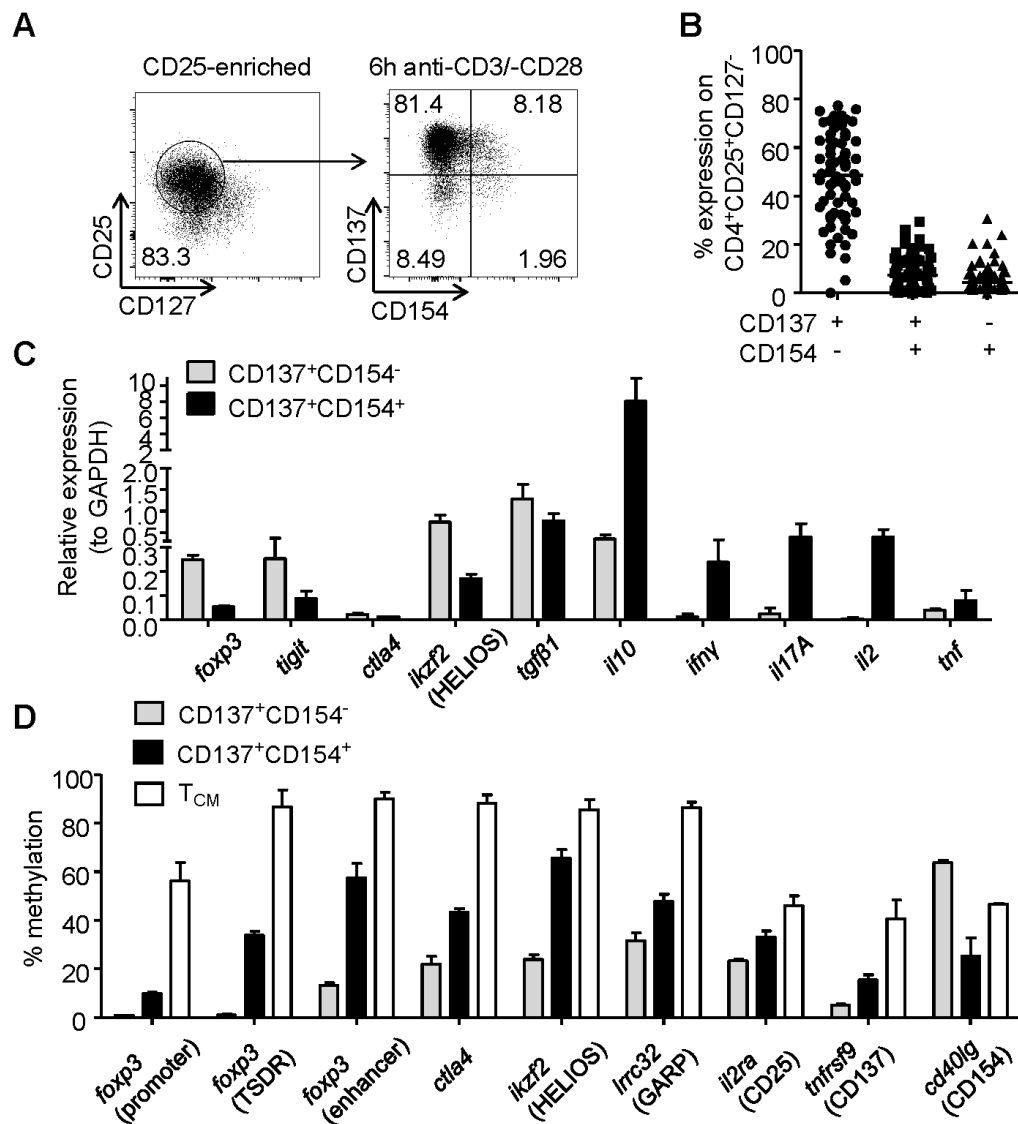 A
CD25-enriched
6h anti-CD3/-CD28
83.3
CD25
CD127
81.4
8.18
8.49
1.96
CD137
CD154
B
100
80
60
40
20
0
% expression on
CD4⁺CD25⁺CD127⁻
CD137 + + -
CD154 - + +
C
CD137⁺CD154⁻
CD137⁺CD154⁺
Relative expression
(to GAPDH)
10
8
6
4
2
2.0
1.5
1.0
0.5
0.3
0.2
0.1
0.0
foxp3
tigit
ctla4
ikzf2
(HELIOS)
tgfβ1
il10
ifnγ
il17A
il2
tnf
D
CD137⁺CD154⁻
CD137⁺CD154⁺
T_CM
% methylation
100
80
60
40
20
0
foxp3
(promoter)
foxp3
(TSDR)
foxp3
(enhancer)
ctla4
ikzf2
(HELIOS)
lrrc32
(GARP)
il2ra
(CD25)
tnfrsf9
(CD137)
cd40lg
(CD154)